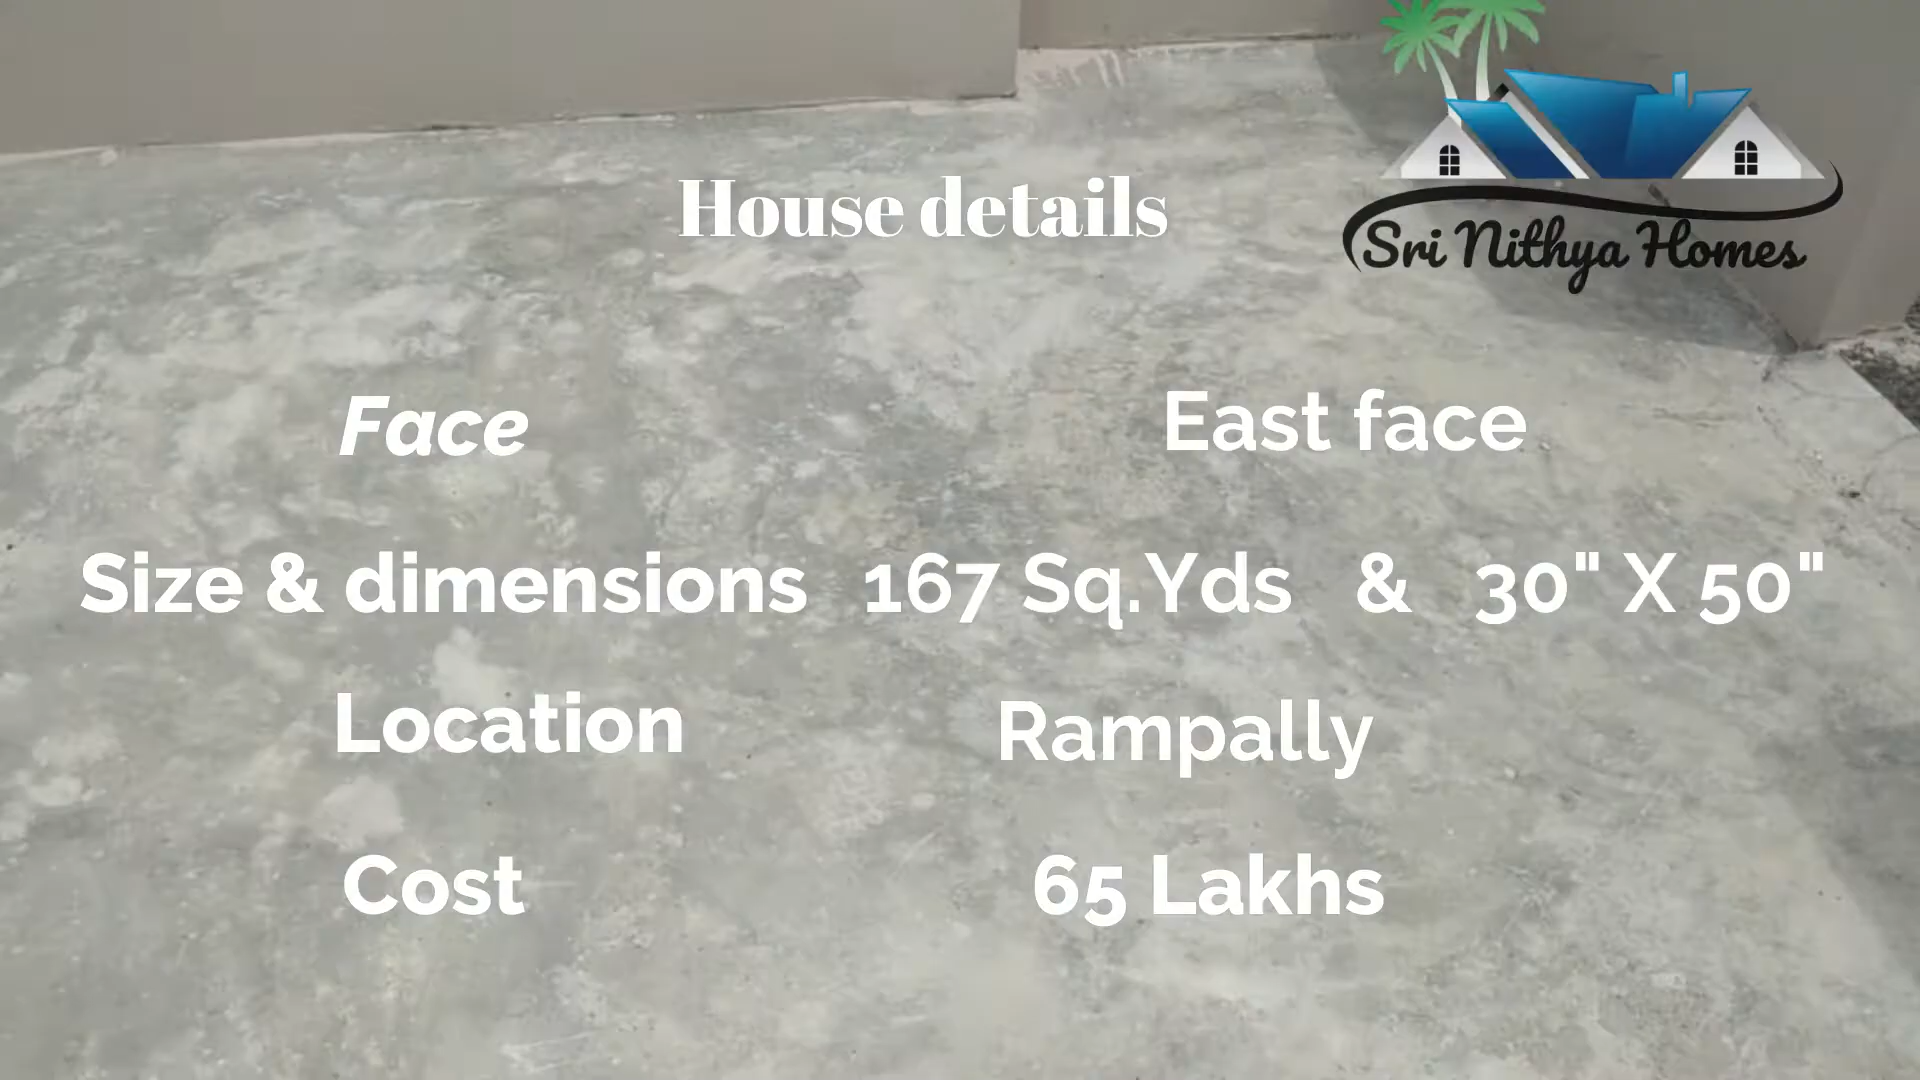 House details
Sri Nithya Homes
Face East face
Size & dimensions 167 Sq.Yds & 30" X 50"
Location Rampally
Cost 65 Lakhs